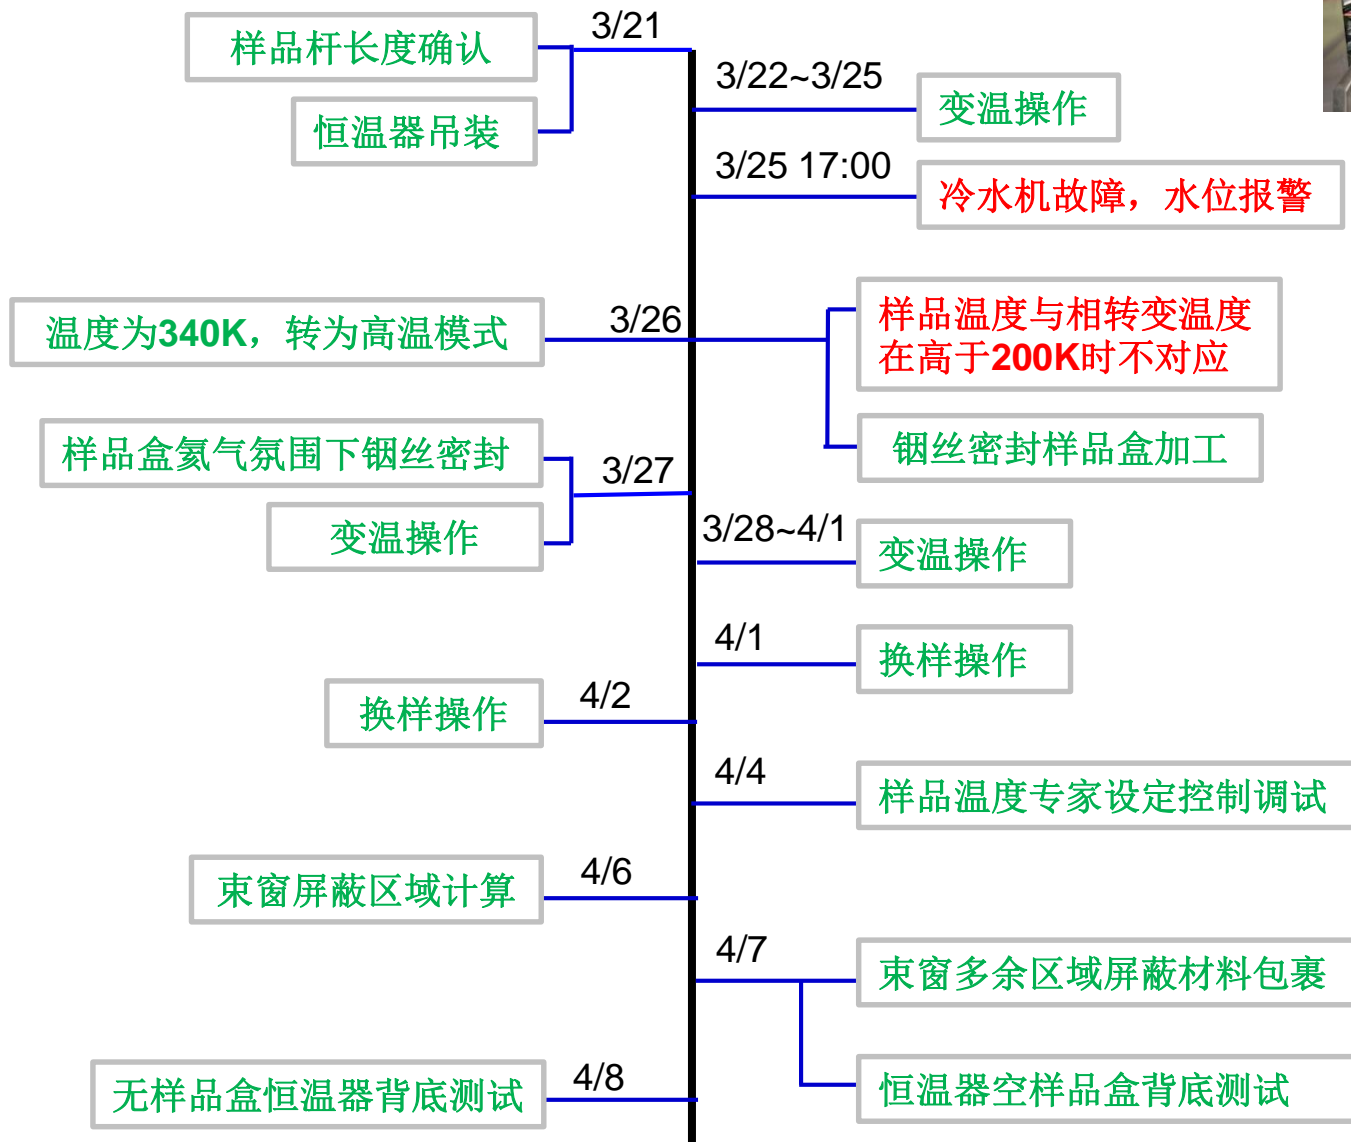 3/21
样品杆长度确认
恒温器吊装
3/22~3/25
变温操作
3/25 17:00
冷水机故障，水位报警
3/26
温度为340K，转为高温模式
样品温度与相转变温度
在高于200K时不对应
铟丝密封样品盒加工
3/27
样品盒氦气氛围下铟丝密封
变温操作
3/28~4/1
变温操作
4/1
换样操作
4/2
换样操作
4/4
样品温度专家设定控制调试
4/6
束窗屏蔽区域计算
4/7
束窗多余区域屏蔽材料包裹
恒温器空样品盒背底测试
4/8
无样品盒恒温器背底测试